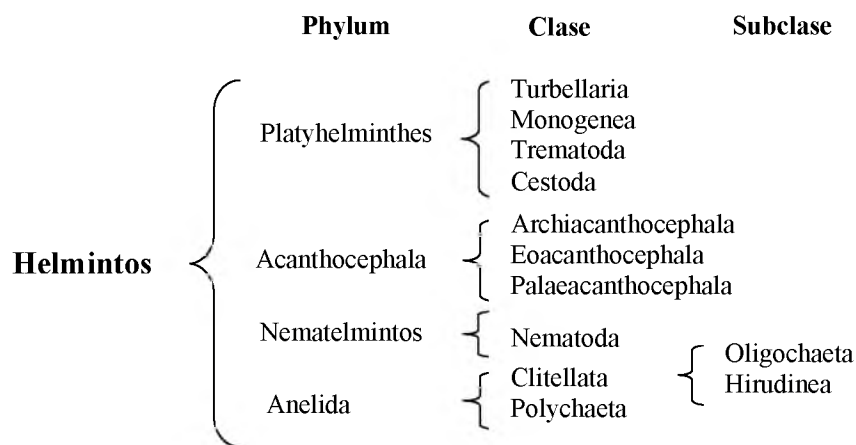 Phylum Clase Subclase
Turbellaria
Monogenea
Platyhelminthes
Trematoda
Cestoda
Archiacanthocephala
Helmintos
Acanthocephala
Eoacanthocephala
Palaeacanthocephala
Nematelmintos
Nematoda
Oligochaeta
Clitellata
Hirudinea
Anelida
Polychaeta